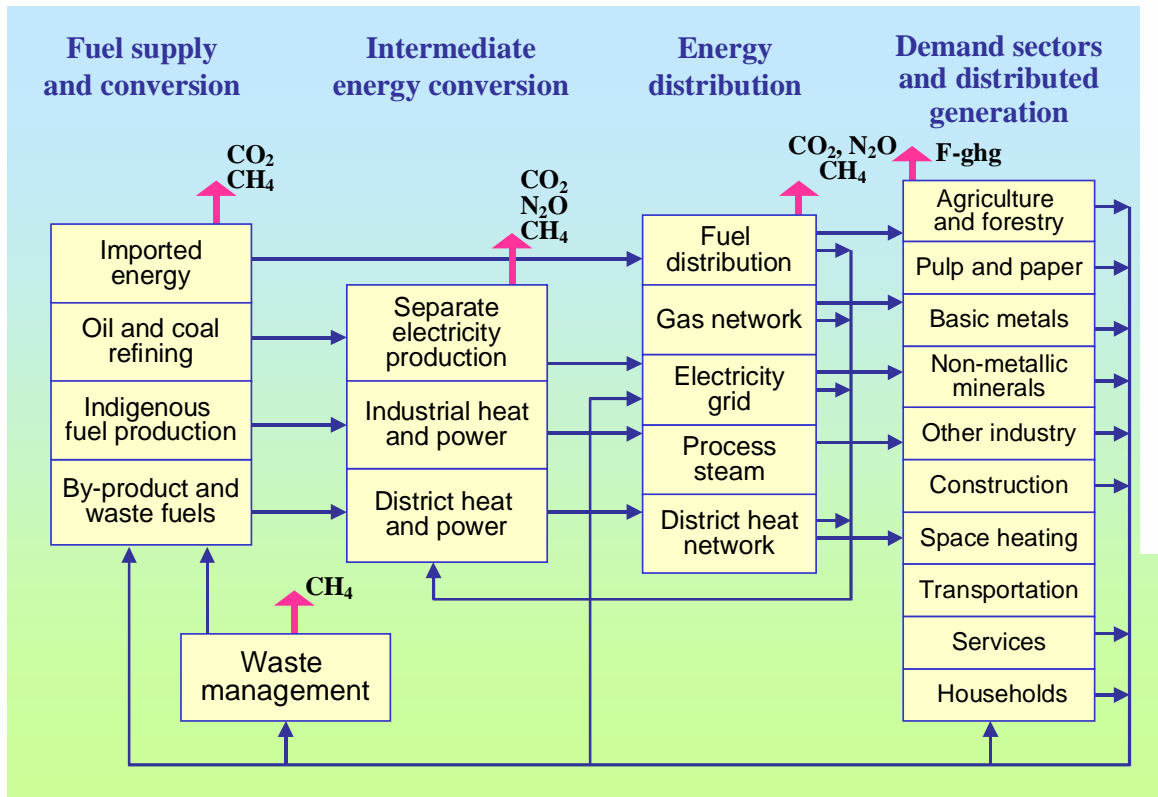 Fuel supply
and conversion
Intermediate
energy conversion
Energy
distribution
Demand sectors
and distributed
generation
CO₂
CH₄
CO₂
N₂O
CH₄
CO₂, N₂O
CH₄
F-ghg
Imported
energy
Oil and coal
refining
Indigenous
fuel production
By-product and
waste fuels
Separate
electricity
production
Industrial heat
and power
District heat
and power
Fuel
distribution
Gas network
Electricity
grid
Process
steam
District heat
network
Agriculture
and forestry
Pulp and paper
Basic metals
Non-metallic
minerals
Other industry
Construction
Space heating
Transportation
Services
Households
CH₄
Waste
management